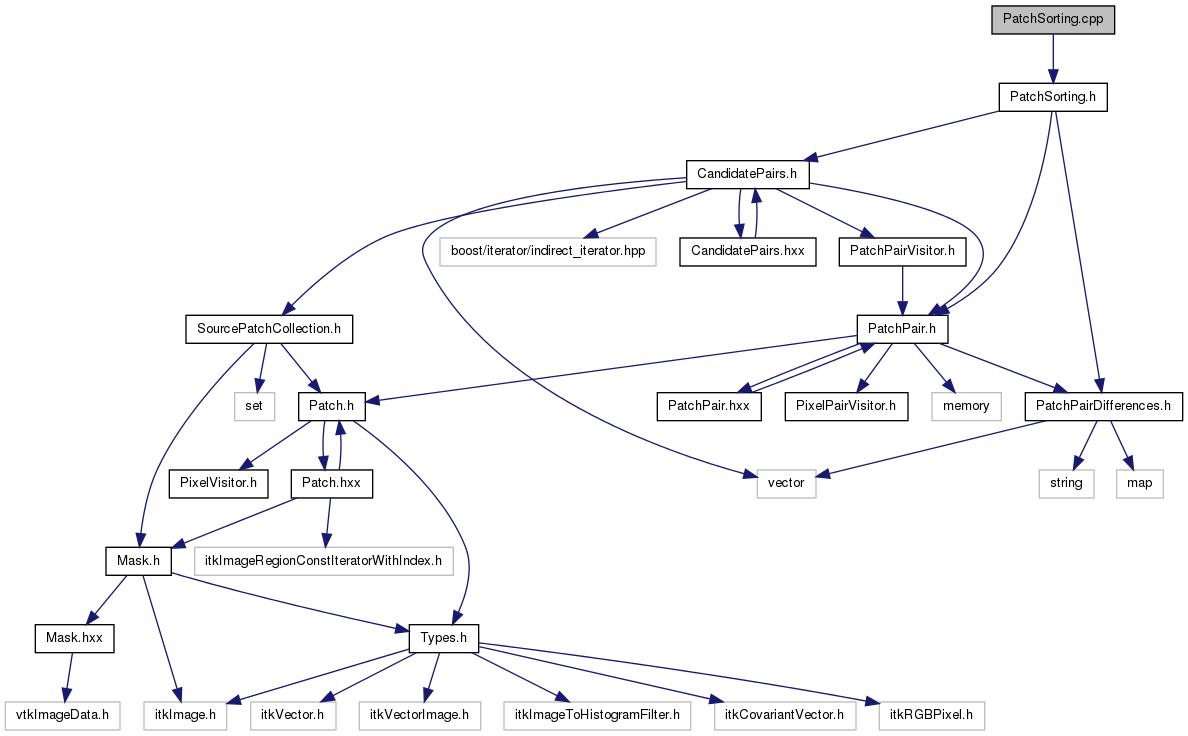 PatchSorting.cpp
PatchSorting.h
CandidatePairs.h
boost/iterator/indirect_iterator.hpp
CandidatePairs.hxx
PatchPairVisitor.h
SourcePatchCollection.h
PatchPair.h
set
Patch.h
PatchPair.hxx
PixelPairVisitor.h
memory
PatchPairDifferences.h
PixelVisitor.h
Patch.hxx
vector
string
map
Mask.h
itkImageRegionConstIteratorWithIndex.h
Mask.hxx
Types.h
vtkImageData.h
itkImage.h
itkVector.h
itkVectorImage.h
itkImageToHistogramFilter.h
itkCovariantVector.h
itkRGBPixel.h